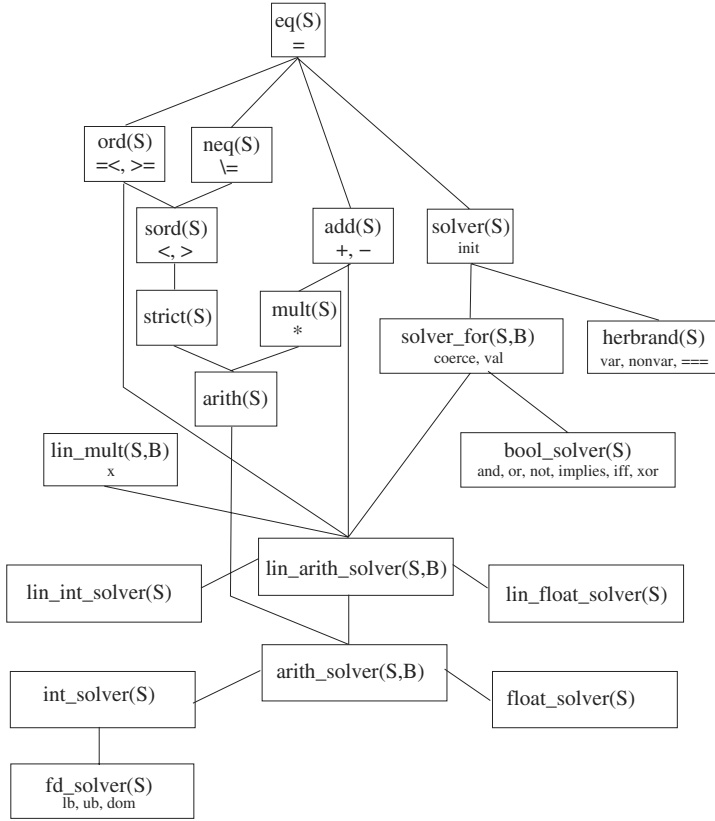 eq(S)
=
ord(S)
=<, >=
neq(S)
\=
sord(S)
<, >
add(S)
+, −
solver(S)
init
strict(S)
mult(S)
*
solver_for(S,B)
coerce, val
herbrand(S)
var, nonvar, ===
arith(S)
lin_mult(S,B)
x
bool_solver(S)
and, or, not, implies, iff, xor
lin_int_solver(S)
lin_arith_solver(S,B)
lin_float_solver(S)
int_solver(S)
arith_solver(S,B)
float_solver(S)
fd_solver(S)
lb, ub, dom